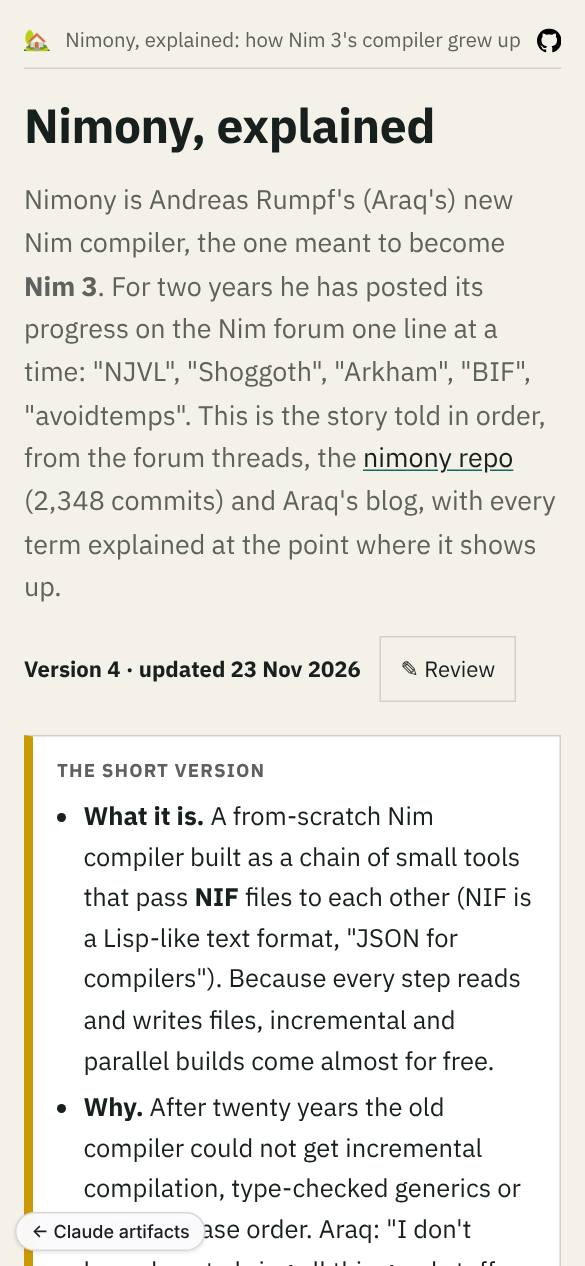 Nimony, explained: how Nim 3's compiler grew up
Nimony, explained
Nimony is Andreas Rumpf's (Araq's) new
Nim compiler, the one meant to become
Nim 3. For two years he has posted its
progress on the Nim forum one line at a
time: "NJVL", "Shoggoth", "Arkham", "BIF",
"avoidtemps". This is the story told in order,
from the forum threads, the nimony repo
(2,348 commits) and Araq's blog, with every
term explained at the point where it shows
up.
Version 4 · updated 23 Nov 2026 ✎ Review
THE SHORT VERSION
• What it is. A from-scratch Nim
compiler built as a chain of small tools
that pass NIF files to each other (NIF is
a Lisp-like text format, "JSON for
compilers"). Because every step reads
and writes files, incremental and
parallel builds come almost for free.
• Why. After twenty years the old
compiler could not get incremental
compilation, type-checked generics or
ase order. Araq: "I don't
← Claude artifacts